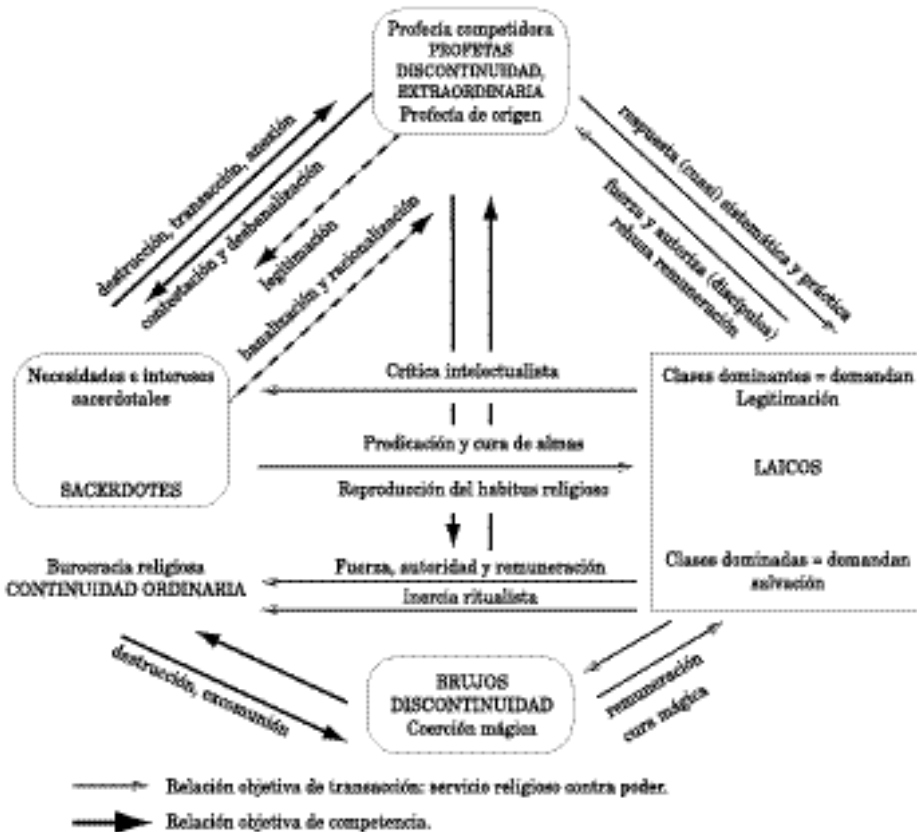 Profecía competidora
PROFETAS
DISCONTINUIDAD,
EXTRAORDINARIA
Profecía de origen
destrucción, transacción, anexión
contestación y desbanalización
legitimación
banalización y racionalización
respuesta (cuasi) sistemática y práctica
fuerza y autoriza (discípulos)
rehusa remuneración
Necesidades e intereses
sacerdotales
SACERDOTES
Crítica intelectualista
Predicación y cura de almas
Reproducción del habitus religioso
Clases dominantes = demandan
Legitimación
LAICOS
Clases dominadas = demandan
salvación
Burocracia religiosa
CONTINUIDAD ORDINARIA
Fuerza, autoridad y remuneración
Inercia ritualista
destrucción, excomunión
BRUJOS
DISCONTINUIDAD
Coerción mágica
remuneración
cura mágica
Relación objetiva de transacción: servicio religioso contra poder.
Relación objetiva de competencia.